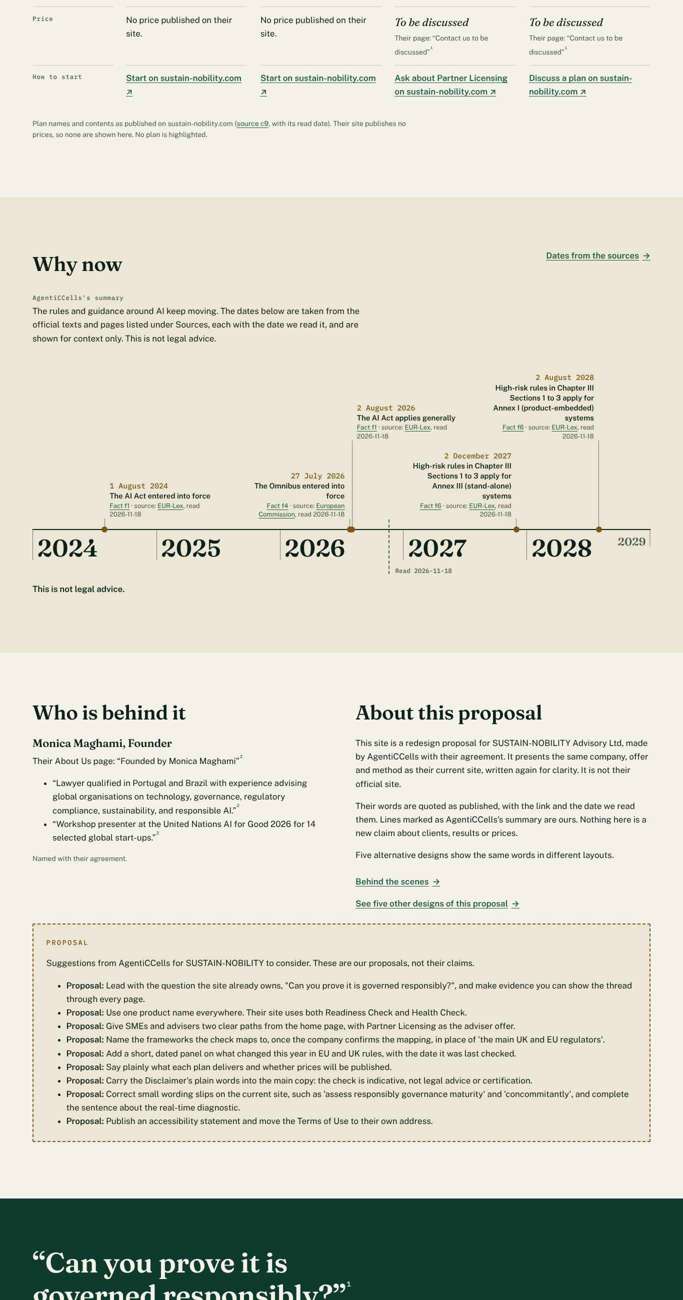 Price
No price published on their
site.
No price published on their
site.
To be discussed
Their page: “Contact us to be
discussed”¹
To be discussed
Their page: “Contact us to be
discussed”¹
How to start
Start on sustain-nobility.com
↗
Start on sustain-nobility.com
↗
Ask about Partner Licensing
on sustain-nobility.com ↗
Discuss a plan on sustain-
nobility.com ↗
Plan names and contents as published on sustain-nobility.com (source c9, with its read date). Their site publishes no
prices, so none are shown here. No plan is highlighted.
Why now
Dates from the sources →
AgentiCCells's summary
The rules and guidance around AI keep moving. The dates below are taken from the
official texts and pages listed under Sources, each with the date we read it, and are
shown for context only. This is not legal advice.
1 August 2024
The AI Act entered into force
Fact f1 · source: EUR-Lex, read
2026-11-18
27 July 2026
The Omnibus entered into
force
Fact f4 · source: European
Commission, read 2026-11-18
2 August 2026
The AI Act applies generally
Fact f1 · source: EUR-Lex, read
2026-11-18
2 December 2027
High-risk rules in Chapter III
Sections 1 to 3 apply for
Annex III (stand-alone)
systems
Fact f6 · source: EUR-Lex, read
2026-11-18
2 August 2028
High-risk rules in Chapter III
Sections 1 to 3 apply for
Annex I (product-embedded)
systems
Fact f6 · source: EUR-Lex, read
2026-11-18
2024
2025
2026
2027
2028
2029
Read 2026-11-18
This is not legal advice.
Who is behind it
Monica Maghami, Founder
Their About Us page: “Founded by Monica Maghami”²
• “Lawyer qualified in Portugal and Brazil with experience advising
global organisations on technology, governance, regulatory
compliance, sustainability, and responsible AI.”²
• “Workshop presenter at the United Nations AI for Good 2026 for 14
selected global start-ups.”²
Named with their agreement.
About this proposal
This site is a redesign proposal for SUSTAIN-NOBILITY Advisory Ltd, made
by AgentiCCells with their agreement. It presents the same company, offer
and method as their current site, written again for clarity. It is not their
official site.
Their words are quoted as published, with the link and the date we read
them. Lines marked as AgentiCCells's summary are ours. Nothing here is a
new claim about clients, results or prices.
Five alternative designs show the same words in different layouts.
Behind the scenes →
See five other designs of this proposal →
PROPOSAL
Suggestions from AgentiCCells for SUSTAIN-NOBILITY to consider. These are our proposals, not their claims.
• Proposal: Lead with the question the site already owns, "Can you prove it is governed responsibly?", and make evidence you can show the thread
through every page.
• Proposal: Use one product name everywhere. Their site uses both Readiness Check and Health Check.
• Proposal: Give SMEs and advisers two clear paths from the home page, with Partner Licensing as the adviser offer.
• Proposal: Name the frameworks the check maps to, once the company confirms the mapping, in place of 'the main UK and EU regulators'.
• Proposal: Add a short, dated panel on what changed this year in EU and UK rules, with the date it was last checked.
• Proposal: Say plainly what each plan delivers and whether prices will be published.
• Proposal: Carry the Disclaimer's plain words into the main copy: the check is indicative, not legal advice or certification.
• Proposal: Correct small wording slips on the current site, such as 'assess responsibly governance maturity' and 'concommitantly', and complete
the sentence about the real-time diagnostic.
• Proposal: Publish an accessibility statement and move the Terms of Use to their own address.
“Can you prove it is
governed responsibly?”¹